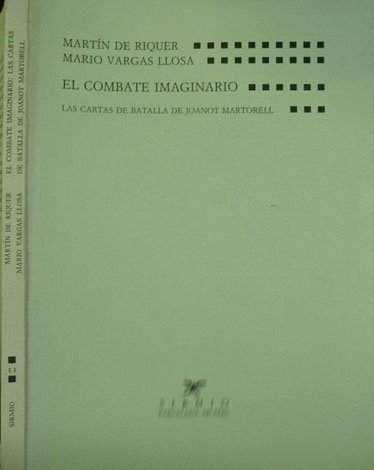 MARTÍN DE RIQUER
MARIO VARGAS LLOSA
EL COMBATE IMAGINARIO
LAS CARTAS DE BATALLA DE JOANOT MARTORELL
MARTÍN DE RIQUER
MARIO VARGAS LLOSA
EL COMBATE IMAGINARIO: LAS CARTAS
DE BATALLA DE JOANOT MARTORELL
SIRMIO